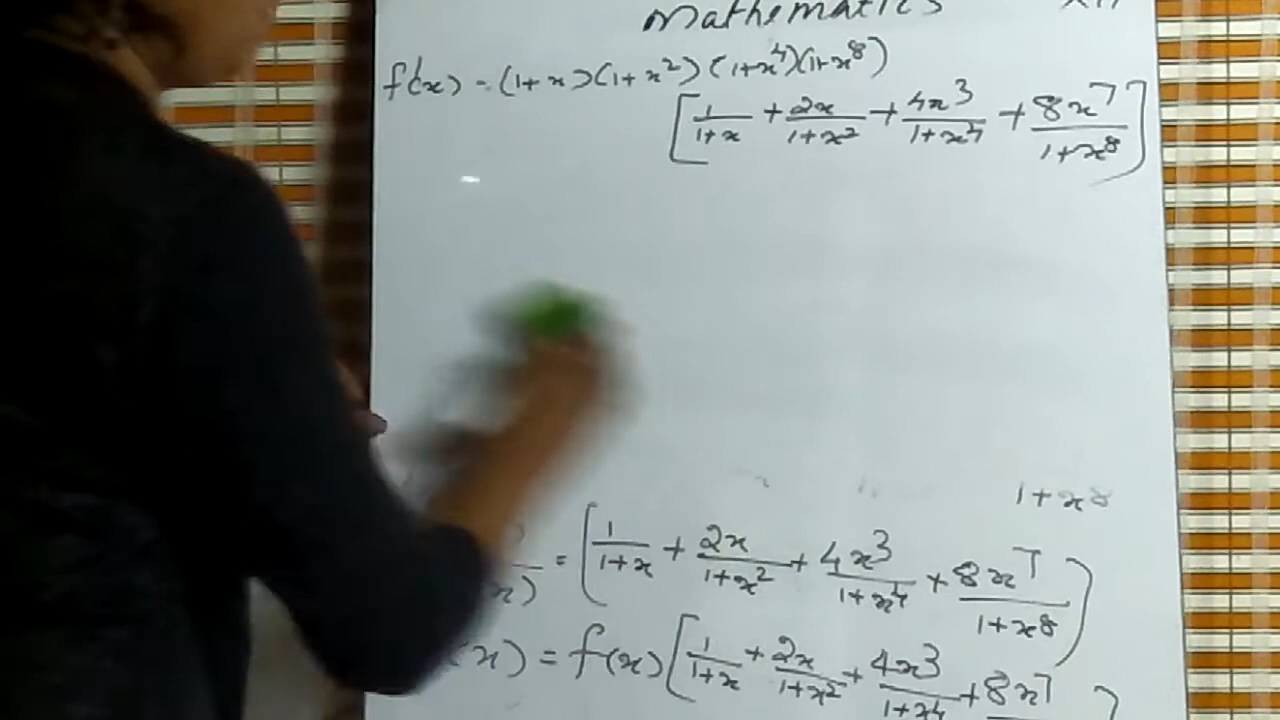 Mathematics XII
f'(x) = (1+x)(1+x²)(1+x⁴)(1+x⁸)
[1/(1+x) + 2x/(1+x²) + 4x³/(1+x⁴) + 8x⁷/(1+x⁸)]
1+x⁸
x) = [1/(1+x) + 2x/(1+x²) + 4x³/(1+x⁴) + 8x⁷/(1+x⁸)]
(x) = f(x)[1/(1+x) + 2x/(1+x²) + 4x³/(1+x⁴) + 8x⁷